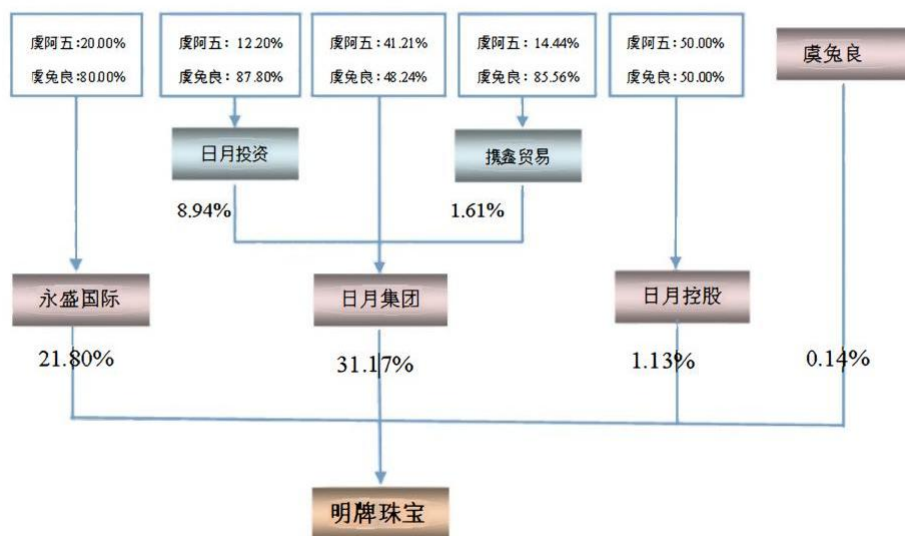 虞阿五:20.00%
虞兔良:80.00%
虞阿五: 12.20%
虞兔良: 87.80%
虞阿五:41.21%
虞兔良:48.24%
虞阿五:14.44%
虞兔良:85.56%
虞阿五:50.00%
虞兔良:50.00%
虞兔良
日月投资
携鑫贸易
8.94%
1.61%
永盛国际
日月集团
日月控股
21.80%
31.17%
1.13%
0.14%
明牌珠宝